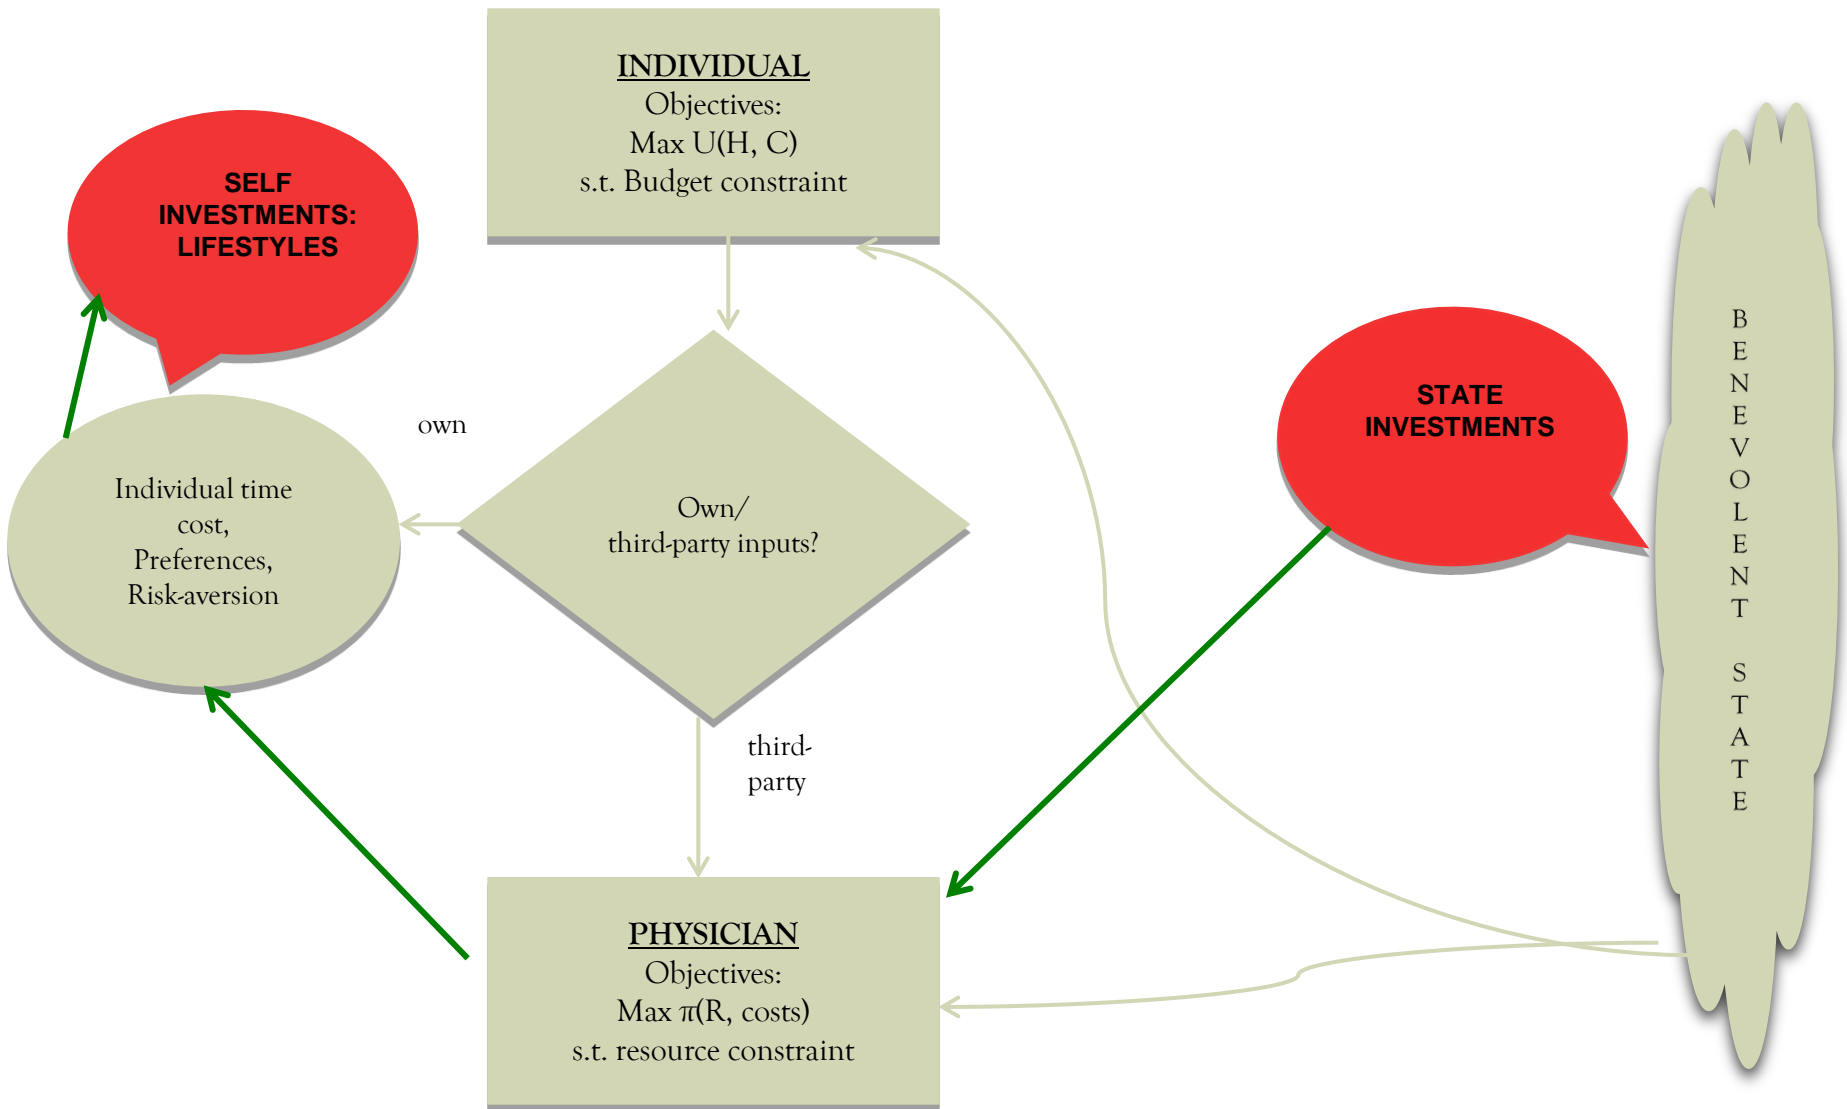 INDIVIDUAL
Objectives:
Max U(H, C)
s.t. Budget constraint
SELF
INVESTMENTS:
LIFESTYLES
own
Individual time
cost,
Preferences,
Risk-aversion
Own/
third-party inputs?
third-
party
STATE
INVESTMENTS
B
E
N
E
V
O
L
E
N
T
S
T
A
T
E
PHYSICIAN
Objectives:
Max π(R, costs)
s.t. resource constraint